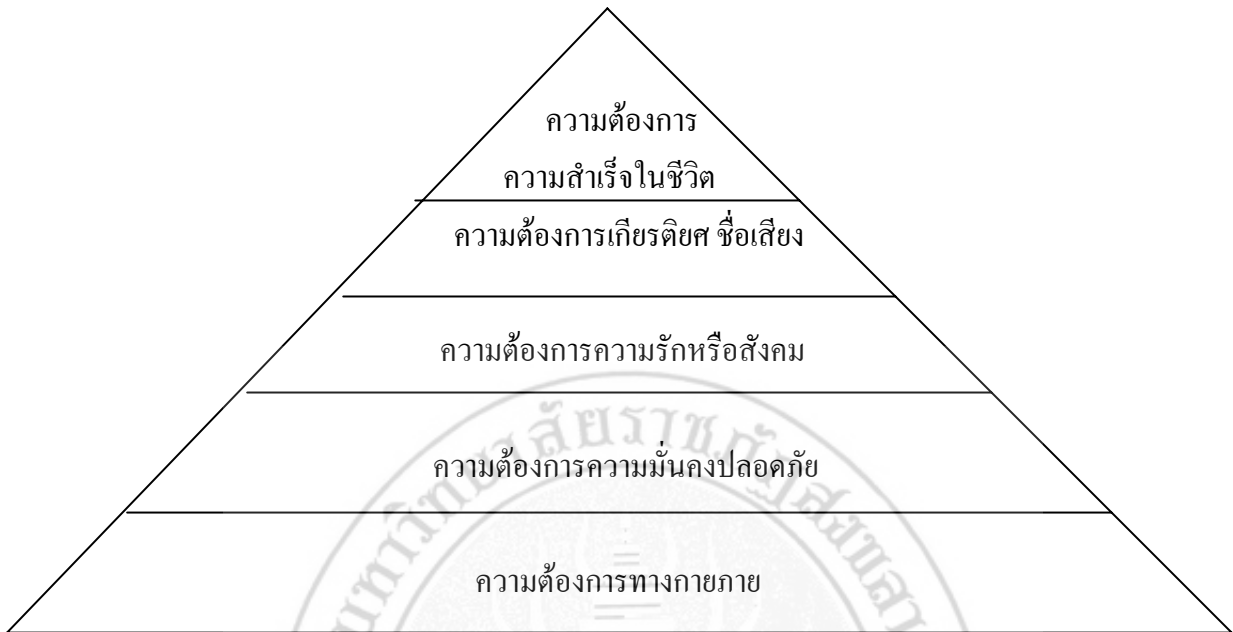 ความต้องการ
ความสำเร็จในชีวิต
ความต้องการเกียรติยศ ชื่อเสียง
ความต้องการความรักหรือสังคม
ความต้องการความมั่นคงปลอดภัย
ความต้องการทางกายภาย